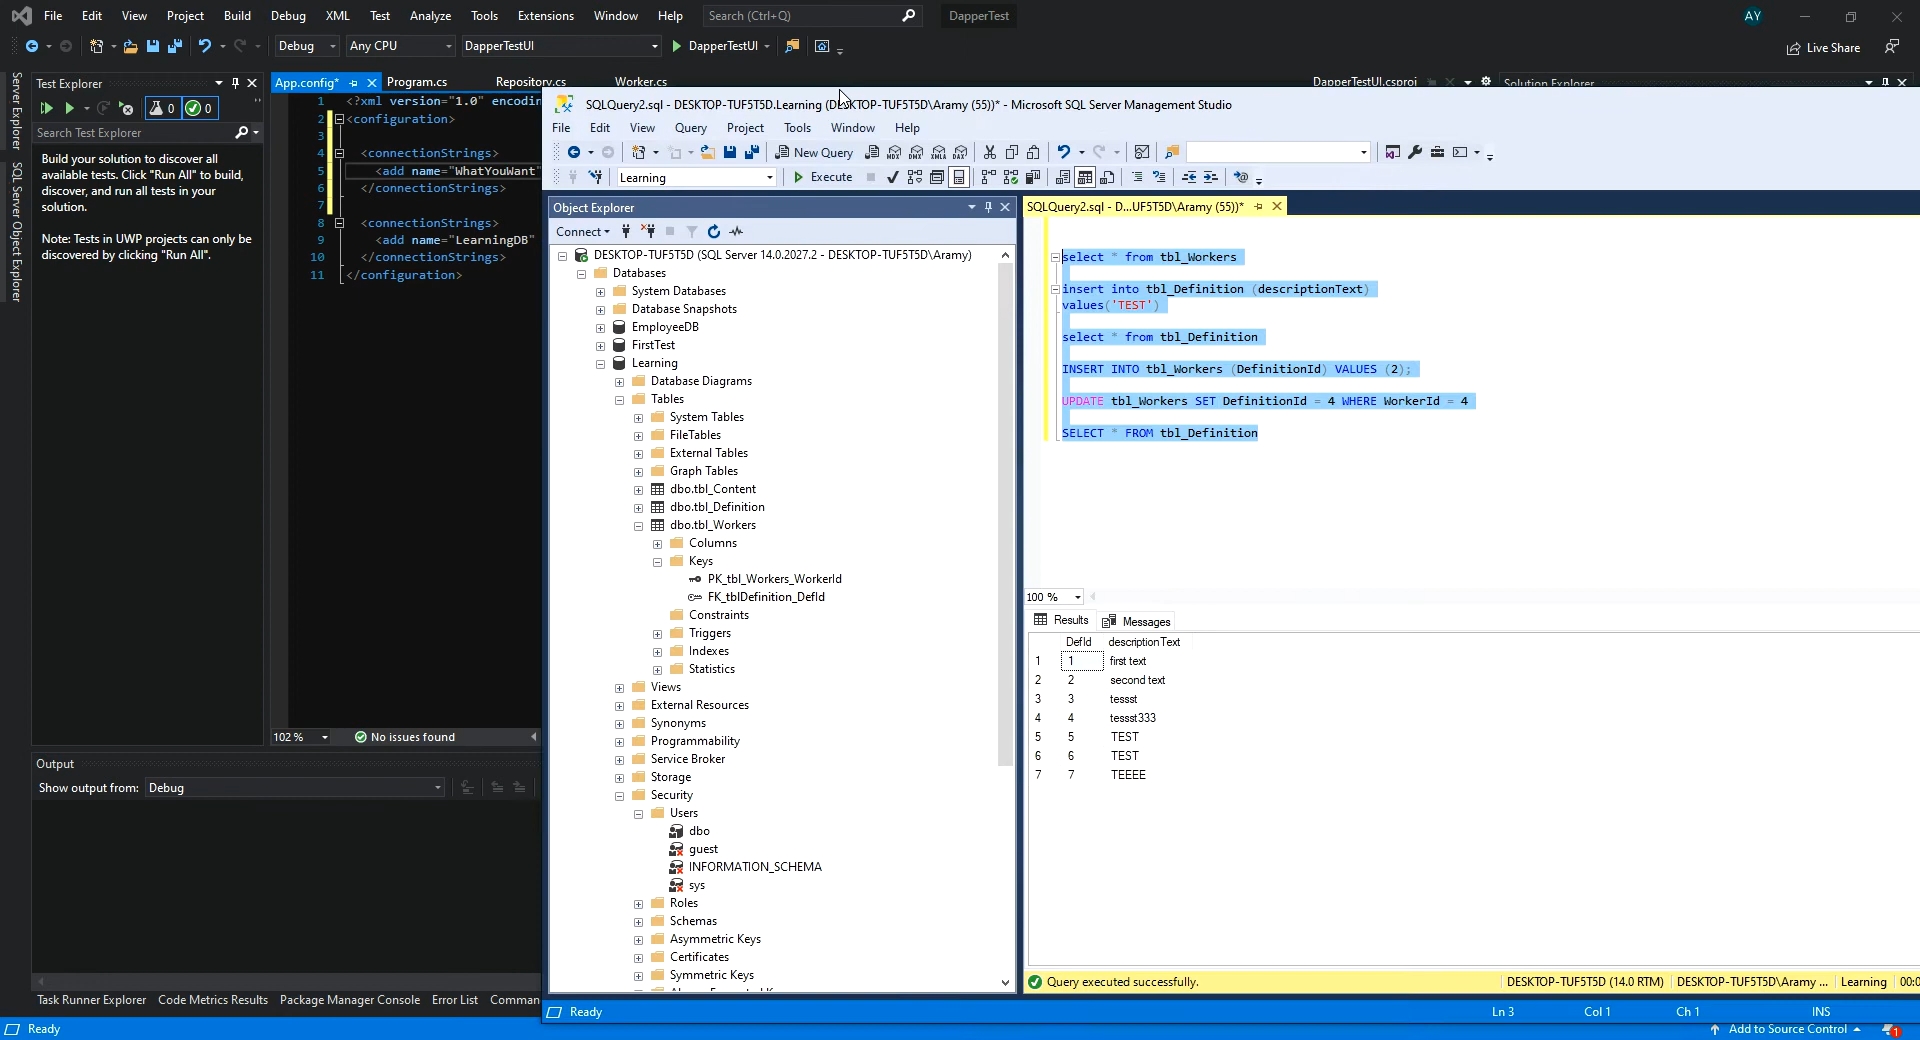 File Edit View Project Build Debug XML Test Analyze Tools Extensions Window Help Search (Ctrl+Q) DapperTest AY
Debug Any CPU DapperTestUI DapperTestUI Live Share
Server Explorer
SQL Server Object Explorer
Test Explorer
0 0
Search Test Explorer
Build your solution to discover all
available tests. Click "Run All" to build,
discover, and run all tests in your
solution.
Note: Tests in UWP projects can only be
discovered by clicking "Run All".
App.config* Program.cs Repository.cs Worker.cs DapperTestUI.csproj Solution Explorer
1 <?xml version="1.0" encodin
2 <configuration>
3
4 <connectionStrings>
5 <add name="WhatYouWant"
6 </connectionStrings>
7
8 <connectionStrings>
9 <add name="LearningDB"
10 </connectionStrings>
11 </configuration>
102 % No issues found
Output
Show output from: Debug
Task Runner Explorer Code Metrics Results Package Manager Console Error List Comman
Ready
SQLQuery2.sql - DESKTOP-TUF5T5D.Learning (DESKTOP-TUF5T5D\Aramy (55))* - Microsoft SQL Server Management Studio
File Edit View Query Project Tools Window Help
New Query MDX DMX XMLA DAX
Learning Execute
Object Explorer
Connect
DESKTOP-TUF5T5D (SQL Server 14.0.2027.2 - DESKTOP-TUF5T5D\Aramy)
Databases
System Databases
Database Snapshots
EmployeeDB
FirstTest
Learning
Database Diagrams
Tables
System Tables
FileTables
External Tables
Graph Tables
dbo.tbl_Content
dbo.tbl_Definition
dbo.tbl_Workers
Columns
Keys
PK_tbl_Workers_WorkerId
FK_tblDefinition_DefId
Constraints
Triggers
Indexes
Statistics
Views
External Resources
Synonyms
Programmability
Service Broker
Storage
Security
Users
dbo
guest
INFORMATION_SCHEMA
sys
Roles
Schemas
Asymmetric Keys
Certificates
Symmetric Keys
SQLQuery2.sql - D...UF5T5D\Aramy (55))*
select * from tbl_Workers
insert into tbl_Definition (descriptionText)
values('TEST')
select * from tbl_Definition
INSERT INTO tbl_Workers (DefinitionId) VALUES (2);
UPDATE tbl_Workers SET DefinitionId = 4 WHERE WorkerId = 4
SELECT * FROM tbl_Definition
100 %
Results Messages
DefId descriptionText
1 1 first text
2 2 second text
3 3 tessst
4 4 tessst333
5 5 TEST
6 6 TEST
7 7 TEEEE
Query executed successfully. DESKTOP-TUF5T5D (14.0 RTM) DESKTOP-TUF5T5D\Aramy ... Learning 00:0
Ready Ln 3 Col 1 Ch 1 INS
Add to Source Control 1